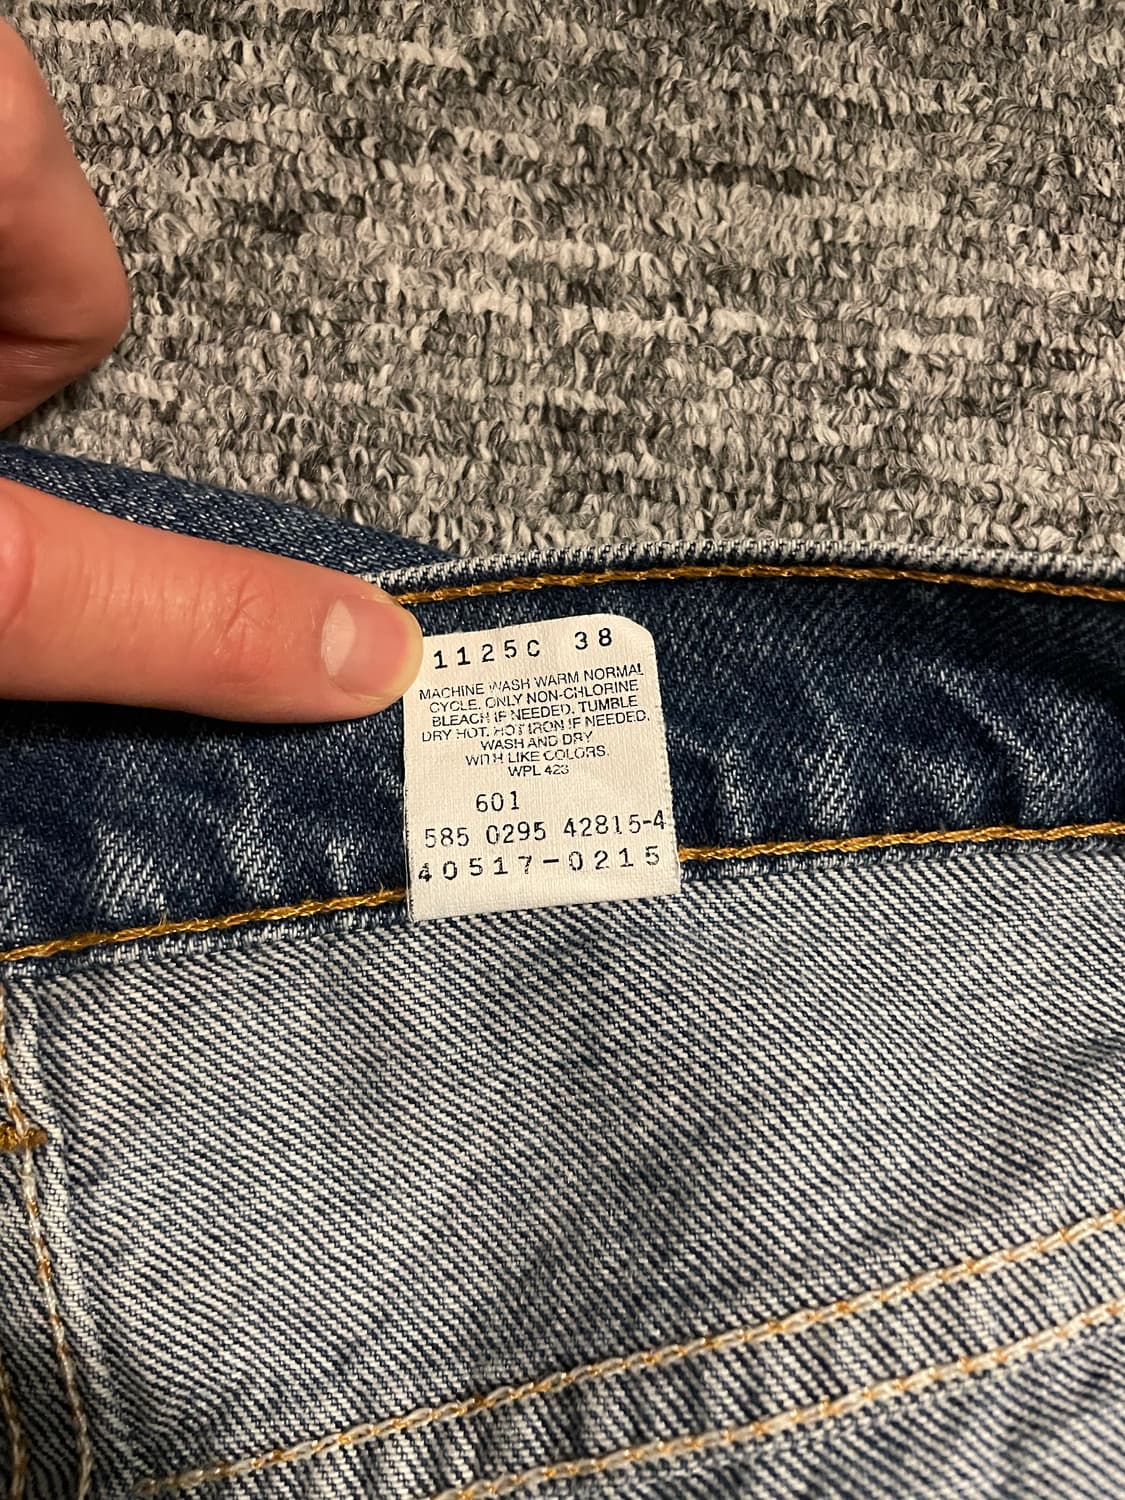 1125C 38
MACHINE WASH WARM NORMAL
CYCLE. ONLY NON-CHLORINE
BLEACH IF NEEDED. TUMBLE
DRY HOT. HOT IRON IF NEEDED.
WASH AND DRY
WITH LIKE COLORS.
WPL 423
601
585 0295 42815-4
40517-0215